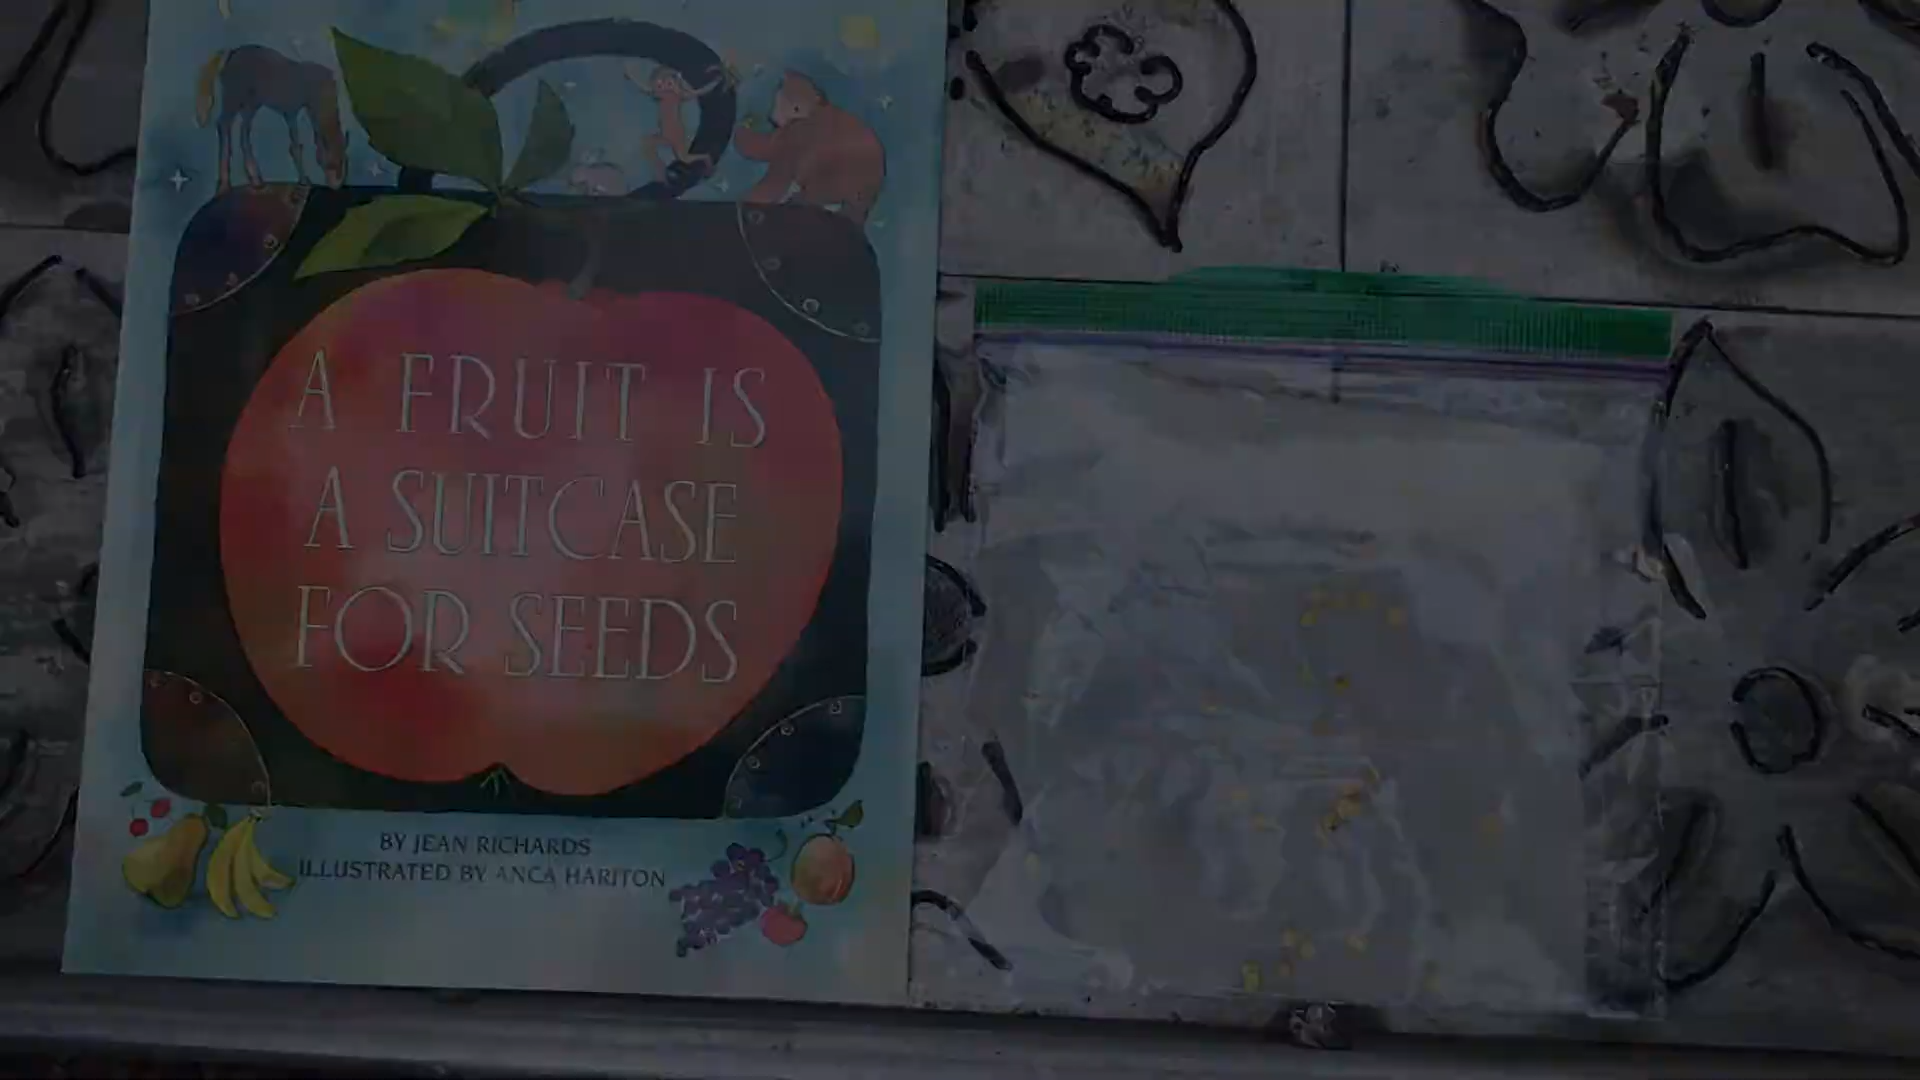 A FRUIT IS
A SUITCASE
FOR SEEDS
BY JEAN RICHARDS
ILLUSTRATED BY ANCA HARITON